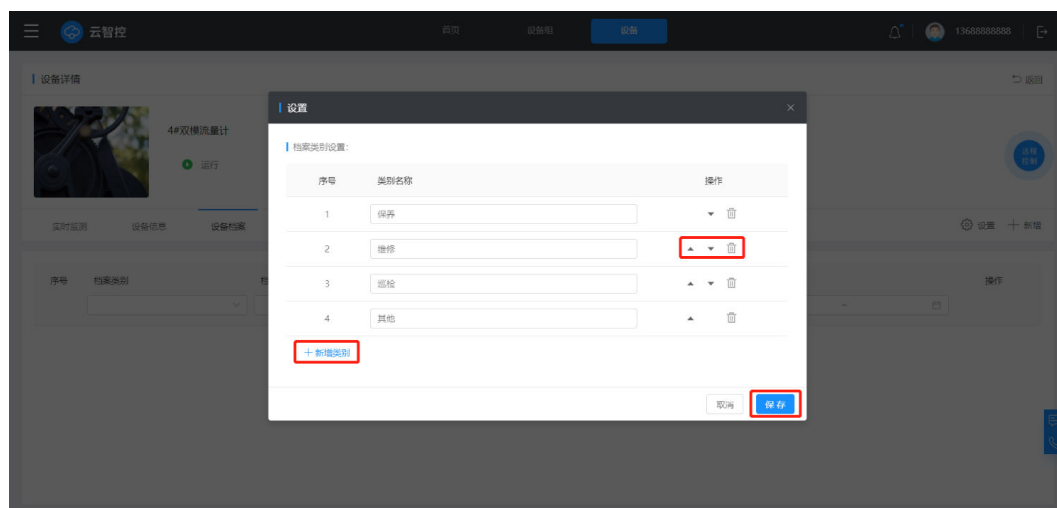 云智控 首页 设备组 设备 13688888888
设备详情 返回
设置
4#双模流量计
档案类别设置:
运行
远程
控制
序号 类别名称 操作
1 保养
实时监测 设备信息 设备档案 设置 新增
2 维修
序号 档案类别 操作
3 巡检
4 其他
新增类别
取消 保存